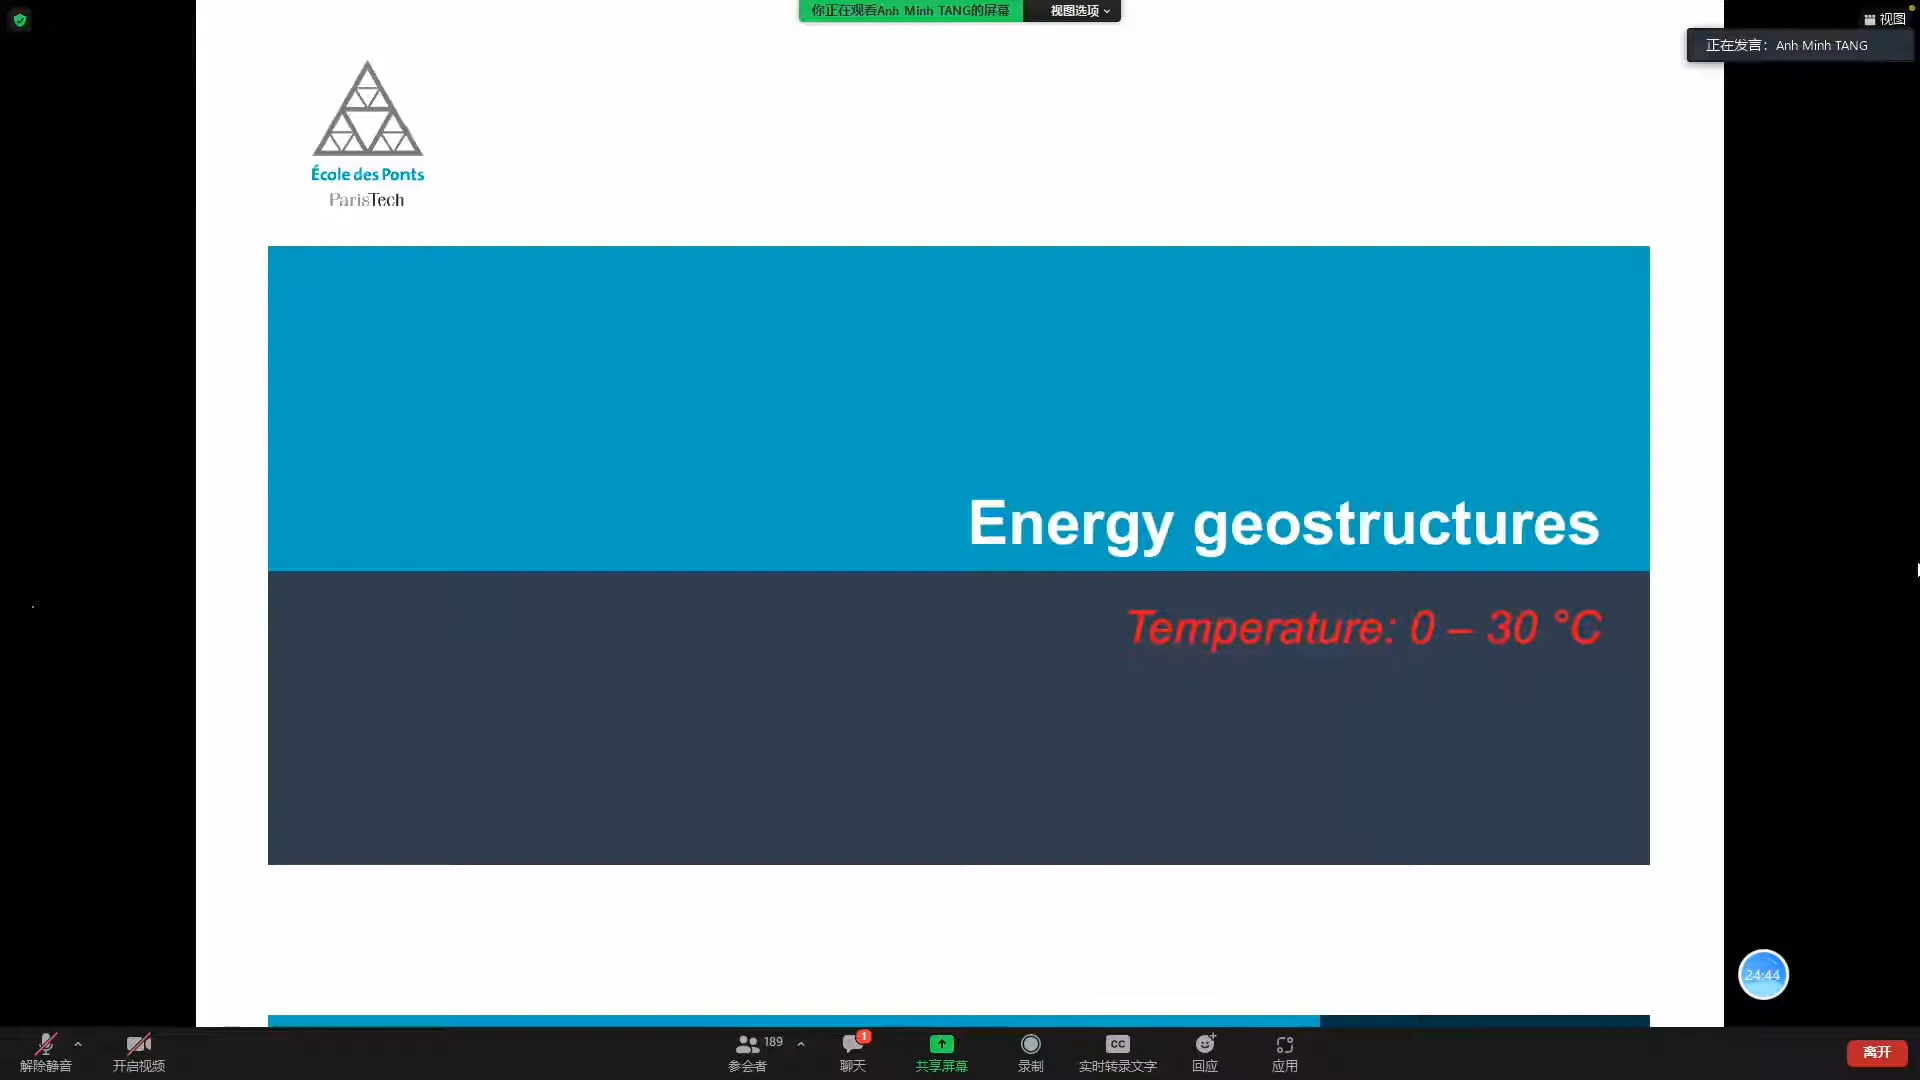 你正在观看Anh Minh TANG的屏幕
视图选项
视图
正在发言: Anh Minh TANG
École des Ponts
ParisTech
Energy geostructures
Temperature: 0 – 30 °C
24:44
解除静音
开启视频
189
参会者
1
聊天
共享屏幕
录制
CC
实时转录文字
回应
应用
离开